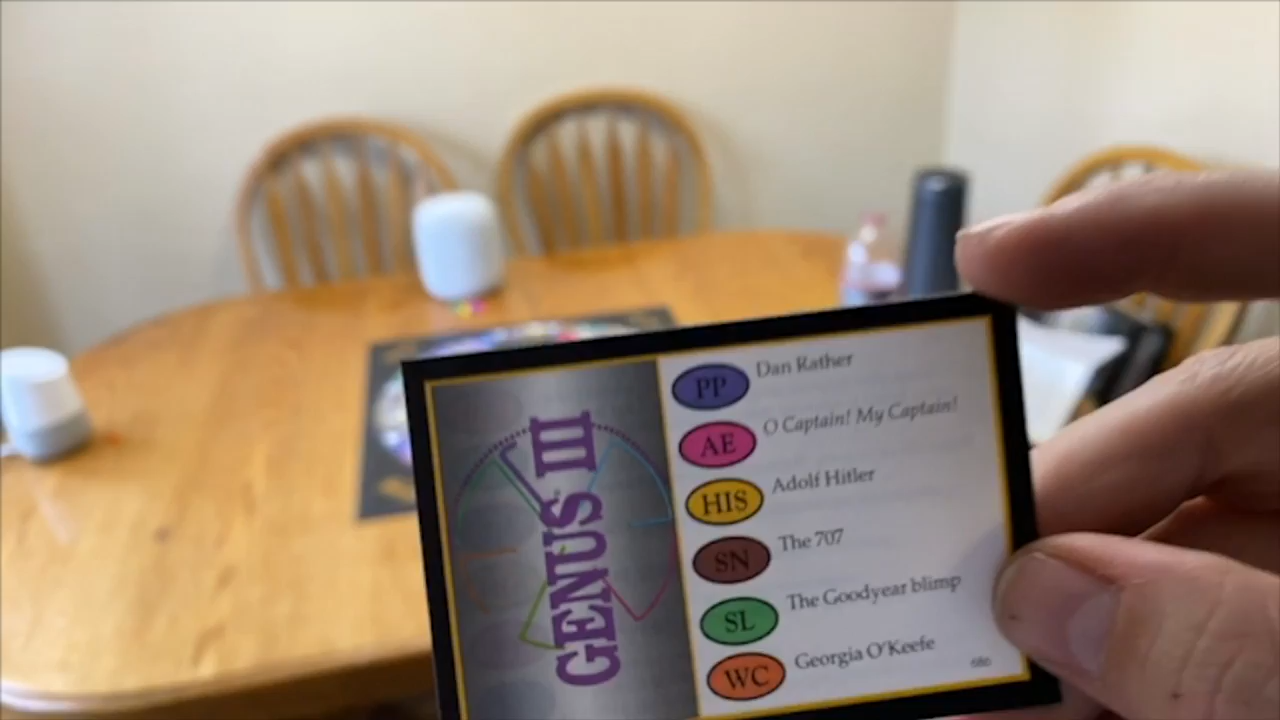 GENUS III
PP Dan Rather
AE O Captain! My Captain!
HIS Adolf Hitler
SN The 707
SL The Goodyear blimp
WC Georgia O'Keefe
686